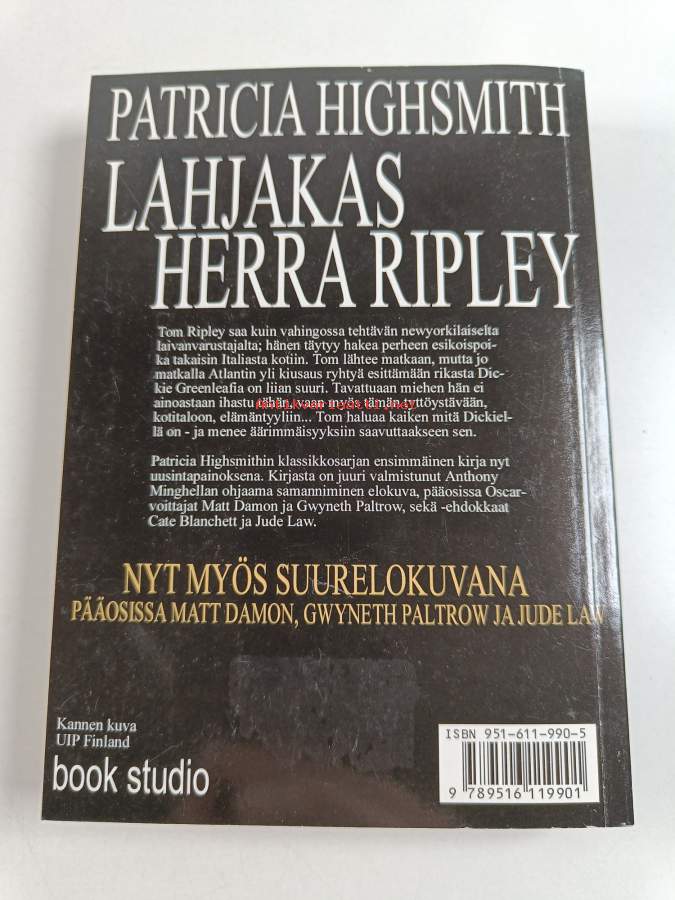 PATRICIA HIGHSMITH
LAHJAKAS
HERRA RIPLEY
Tom Ripley saa kuin vahingossa tehtävän newyorkilaiselta
laivanvarustajalta; hänen täytyy hakea perheen esikoispoi-
ka takaisin Italiasta kotiin. Tom lähtee matkaan, mutta jo
matkalla Atlantin yli kiusaus ryhtyä esittämään rikasta Dic-
kie Greenleafia on liian suuri. Tavattuaan miehen hän ei
ainoastaan ihastu tähän, vaan myös tämän tyttöystävään,
kotitaloon, elämäntyyliin... Tom haluaa kaiken mitä Dickiel-
lä on - ja menee äärimmäisyyksiin saavuttaakseen sen.
Patricia Highsmithin klassikkosarjan ensimmäinen kirja nyt
uusintapainoksena. Kirjasta on juuri valmistunut Anthony
Minghellan ohjaama samanniminen elokuva, pääosissa Oscar-
voittajat Matt Damon ja Gwyneth Paltrow, sekä -ehdokkaat
Cate Blanchett ja Jude Law.
NYT MYÖS SUURELOKUVANA
PÄÄOSISSA MATT DAMON, GWYNETH PALTROW JA JUDE LAW
Kannen kuva
UIP Finland
book studio
ISBN 951-611-990-5
9 789516 119901